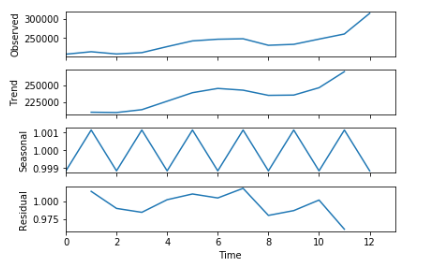 300000
250000
Observed
250000
225000
Trend
1.001
1.000
0.999
Seasonal
1.000
0.975
Residual
0 2 4 6 8 10 12
Time